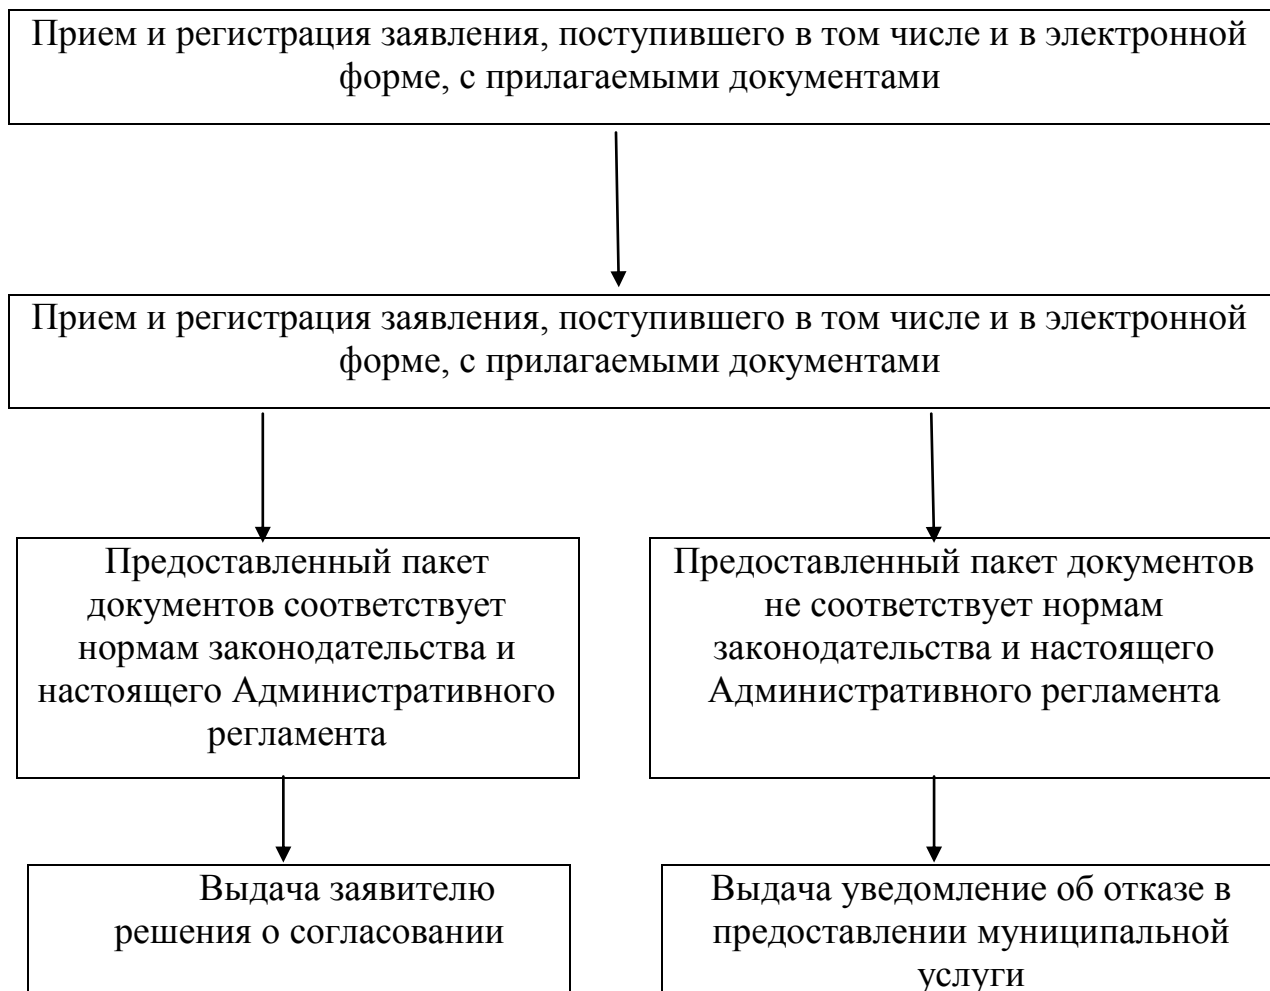 Прием и регистрация заявления, поступившего в том числе и в электронной
форме, с прилагаемыми документами
Прием и регистрация заявления, поступившего в том числе и в электронной
форме, с прилагаемыми документами
Предоставленный пакет
документов соответствует
нормам законодательства и
настоящего Административного
регламента
Предоставленный пакет документов
не соответствует нормам
законодательства и настоящего
Административного регламента
Выдача заявителю
решения о согласовании
Выдача уведомление об отказе в
предоставлении муниципальной
услуги